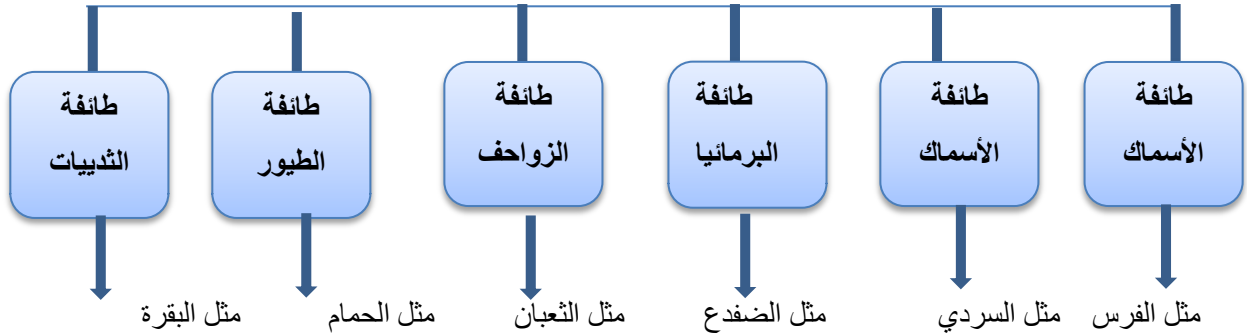 طائفة
الأسماك
طائفة
الأسماك
طائفة
البرمائيا
طائفة
الزواحف
طائفة
الطيور
طائفة
الثدييات
مثل الفرس
مثل السردي
مثل الضفدع
مثل الثعبان
مثل الحمام
مثل البقرة